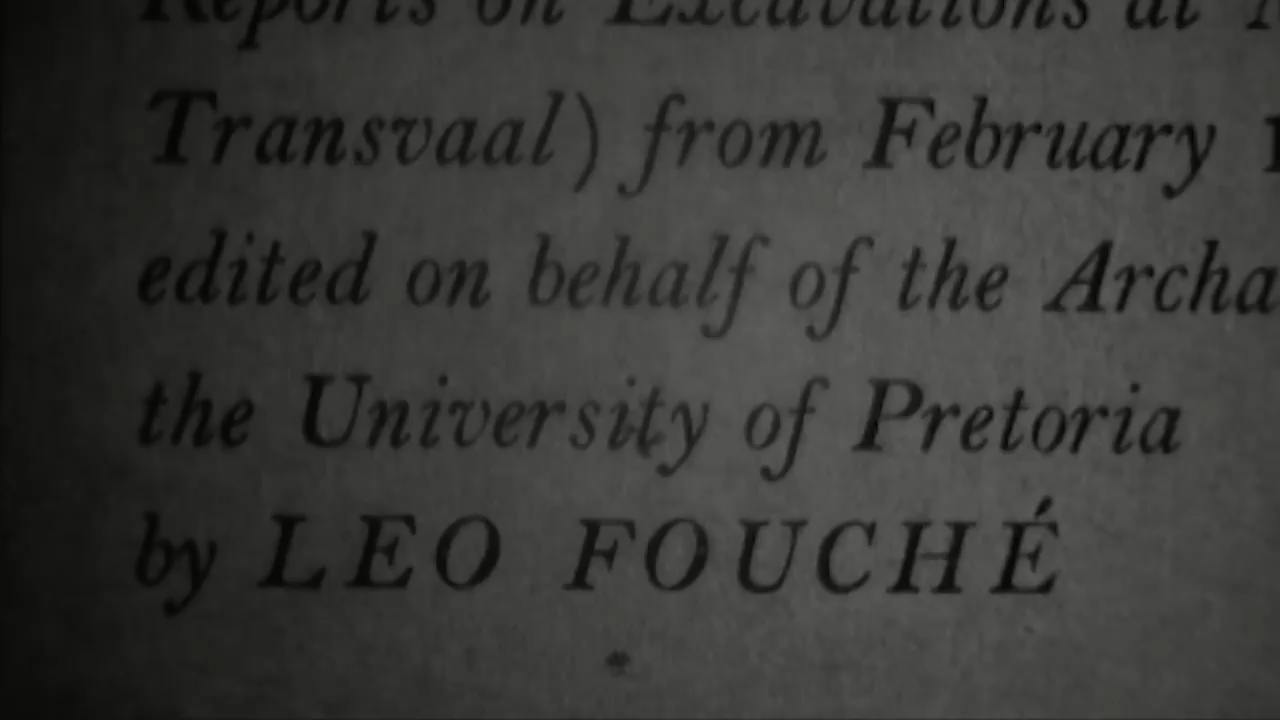 Reports on Excavations at
Transvaal) from February
edited on behalf of the Archa
the University of Pretoria
by LEO FOUCHÉ
*